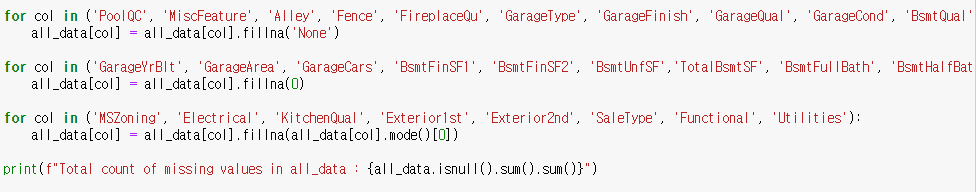 for col in ('PoolQC', 'MiscFeature', 'Alley', 'Fence', 'FireplaceQu', 'GarageType', 'GarageFinish', 'GarageQual', 'GarageCond', 'BsmtQual'
    all_data[col] = all_data[col].fillna('None')
for col in ('GarageYrBlt', 'GarageArea', 'GarageCars', 'BsmtFinSF1', 'BsmtFinSF2', 'BsmtUnfSF','TotalBsmtSF', 'BsmtFullBath', 'BsmtHalfBat
    all_data[col] = all_data[col].fillna(0)
for col in ('MSZoning', 'Electrical', 'KitchenQual', 'Exterior1st', 'Exterior2nd', 'SaleType', 'Functional', 'Utilities'):
    all_data[col] = all_data[col].fillna(all_data[col].mode()[0])
print(f"Total count of missing values in all_data : {all_data.isnull().sum().sum()}")